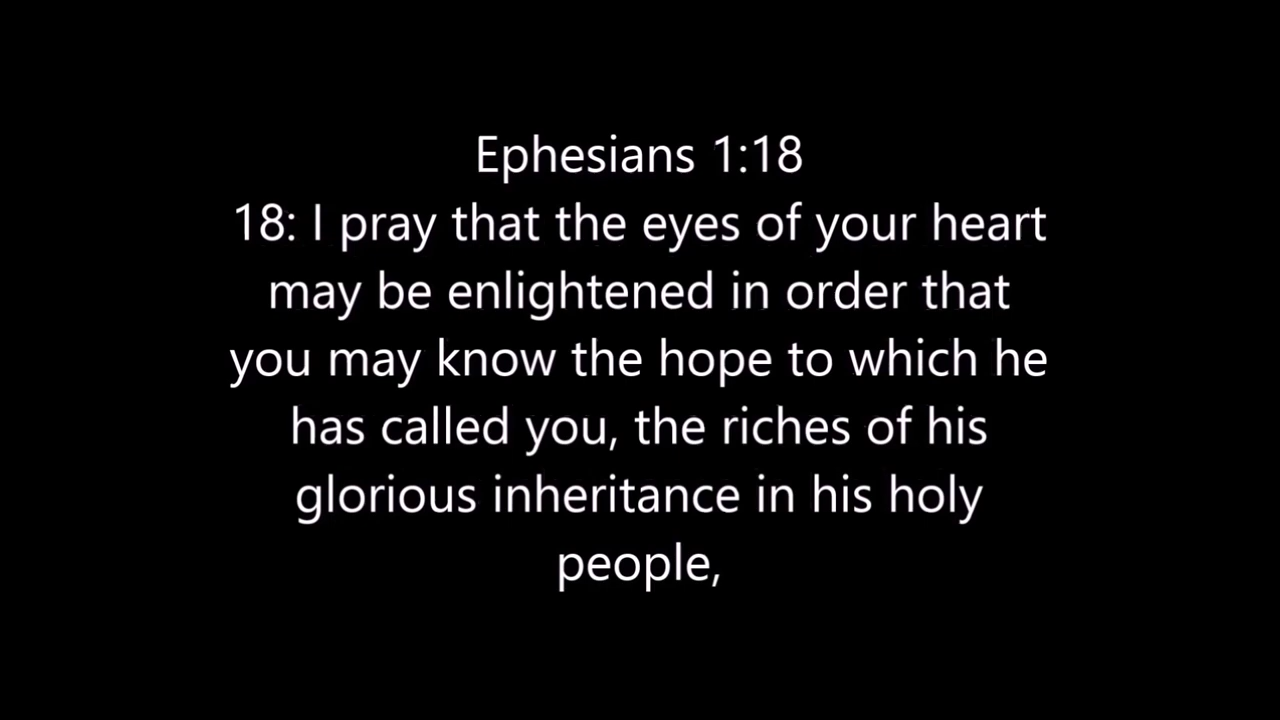 Ephesians 1:18
18: I pray that the eyes of your heart
may be enlightened in order that
you may know the hope to which he
has called you, the riches of his
glorious inheritance in his holy
people,